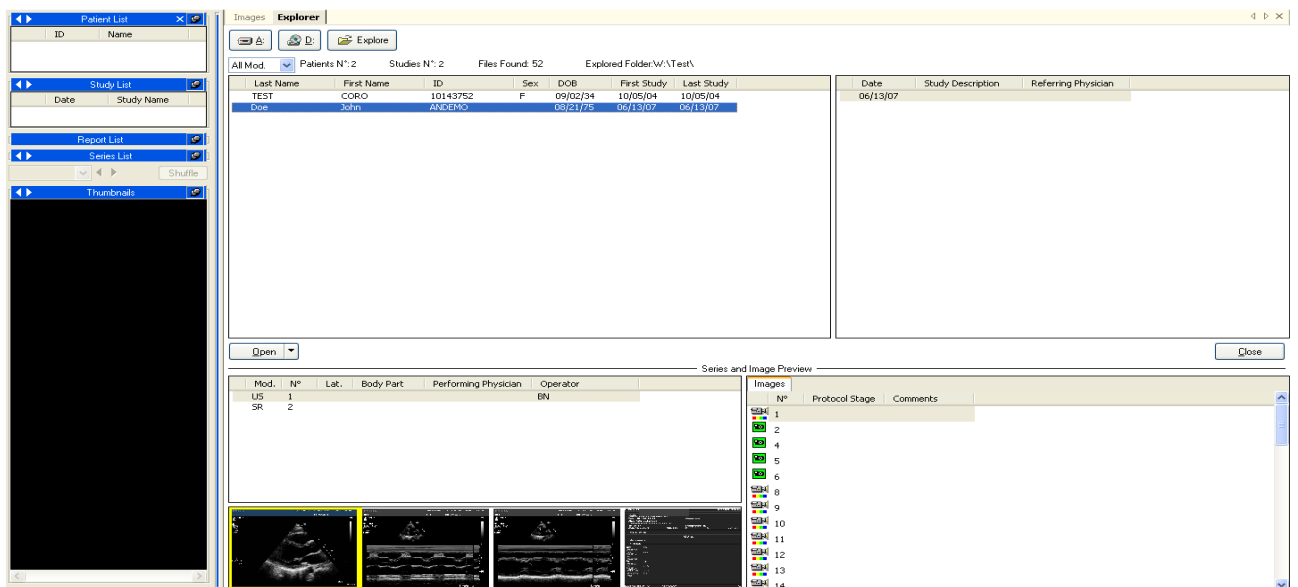 Patient List
ID Name
Study List
Date Study Name
Report List
Series List
Shuffle
Thumbnails
Images Explorer
A: D: Explore
All Mod. Patients N°: 2 Studies N°: 2 Files Found: 52 Explored Folder:W:\Test\
Last Name First Name ID Sex DOB First Study Last Study
TEST CORO 10143752 F 09/02/34 10/05/04 10/05/04
Doe John ANDEMO 08/21/75 06/13/07 06/13/07
Date Study Description Referring Physician
06/13/07
Open Close
Series and Image Preview
Mod. N° Lat. Body Part Performing Physician Operator
US 1 BN
SR 2
Images
N° Protocol Stage Comments
1
2
4
5
6
8
9
10
11
12
13
14